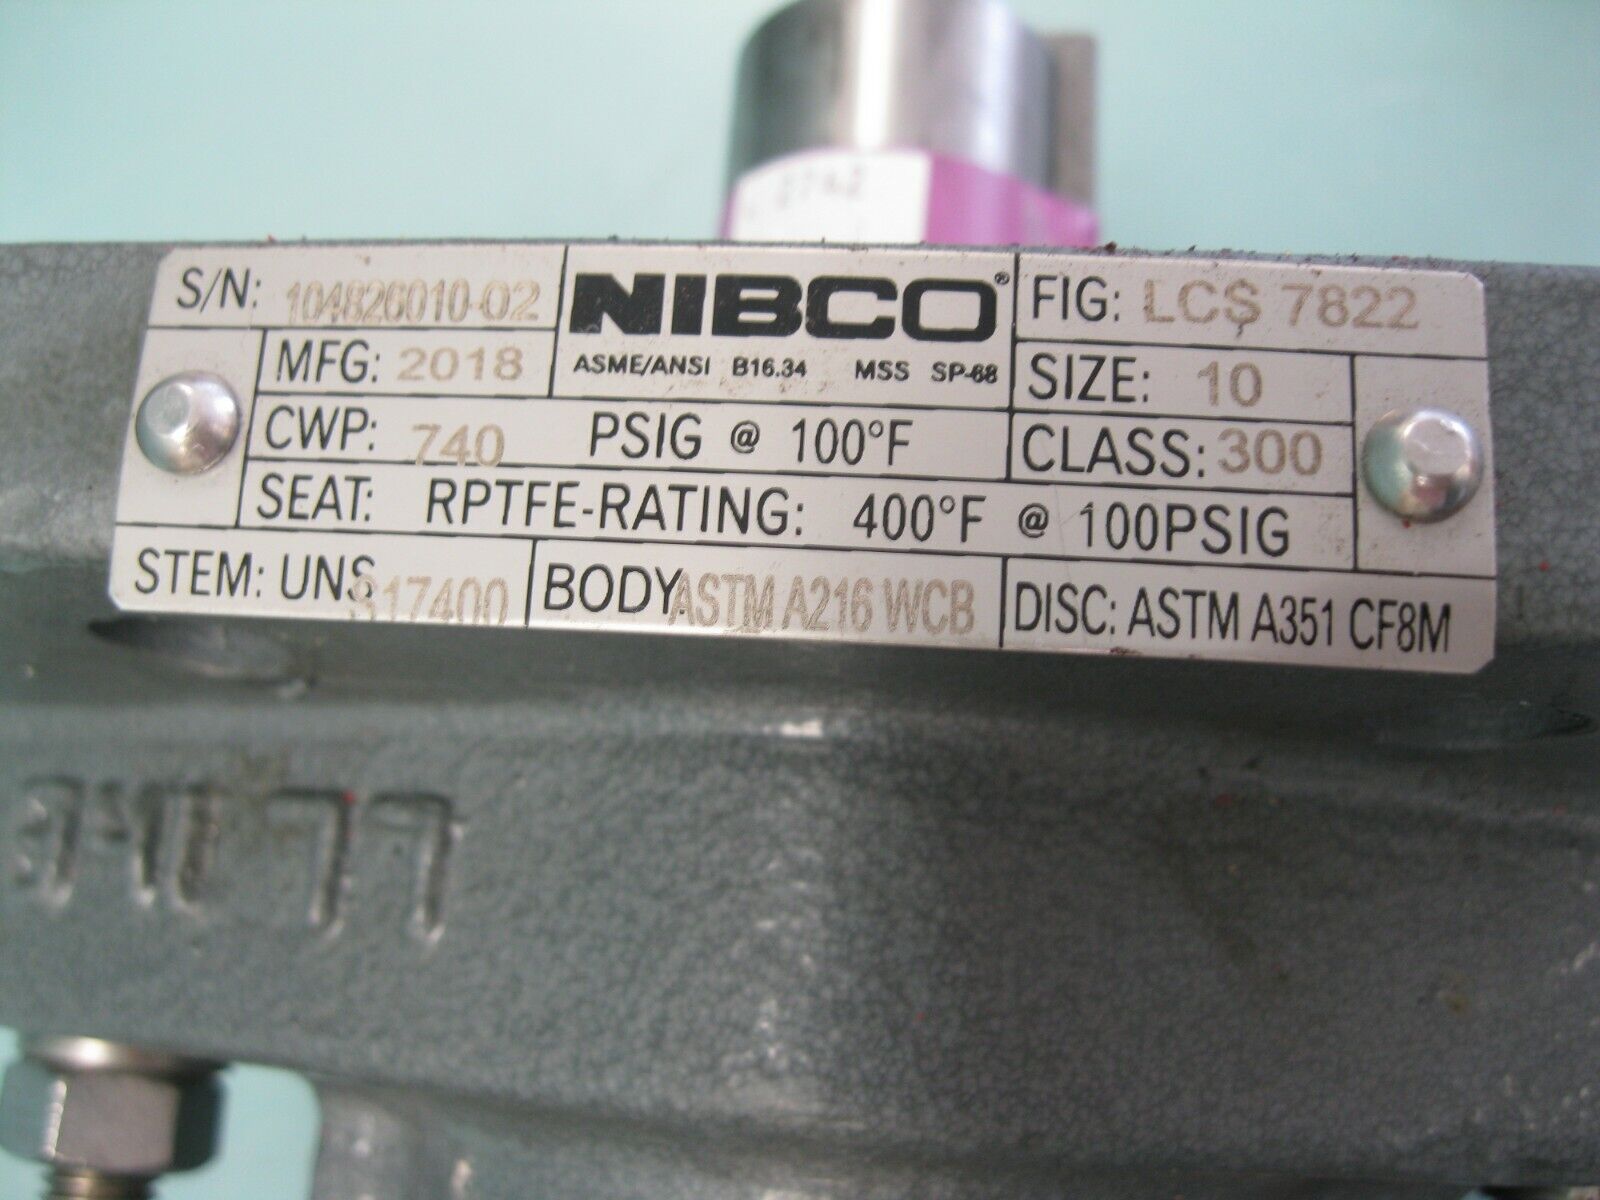 2742
S/N: 104826010-02
NIBCO®
ASME/ANSI B16.34 MSS SP-68
FIG: LCS 7822
MFG: 2018
SIZE: 10
CWP: 740 PSIG @ 100°F
CLASS: 300
SEAT: RPTFE-RATING: 400°F @ 100PSIG
STEM: UNS S17400
BODY: ASTM A216 WCB
DISC: ASTM A351 CF8M